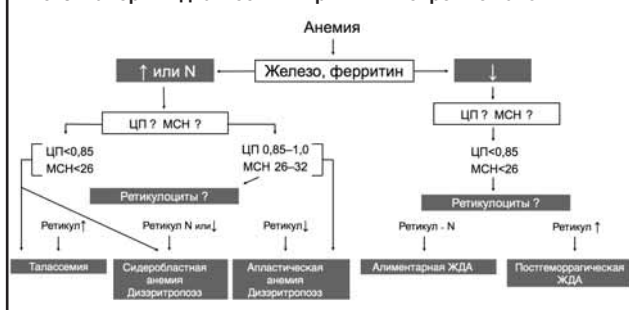 Анемия
↑ или N
Железо, ферритин
↓
ЦП ? МСН ?
ЦП ? МСН ?
ЦП<0,85
МСН<26
ЦП 0,85–1,0
МСН 26–32
ЦП<0,85
МСН<26
Ретикулоциты ?
Ретикулоциты ?
Ретикул↑
Ретикул N или↓
Ретикул↓
Ретикул - N
Ретикул ↑
Талассемия
Сидеробластная
анемия
Дизэритропоэз
Апластическая
анемия
Дизэритропоэз
Алиментарная ЖДА
Постгеморрагическая
ЖДА